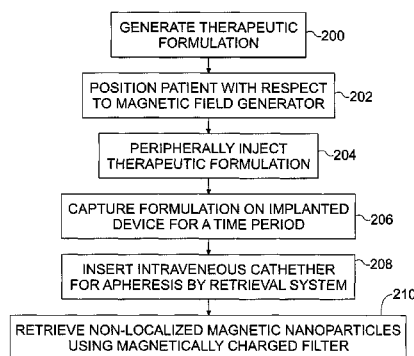 GENERATE THERAPEUTIC
FORMULATION
200
POSITION PATIENT WITH RESPECT
TO MAGNETIC FIELD GENERATOR
202
PERIPHERALLY INJECT
THERAPEUTIC FORMULATION
204
CAPTURE FORMULATION ON IMPLANTED
DEVICE FOR A TIME PERIOD
206
INSERT INTRAVENEOUS CATHETHER
FOR APHERESIS BY RETRIEVAL SYSTEM
208
210
RETRIEVE NON-LOCALIZED MAGNETIC NANOPARTICLES
USING MAGNETICALLY CHARGED FILTER